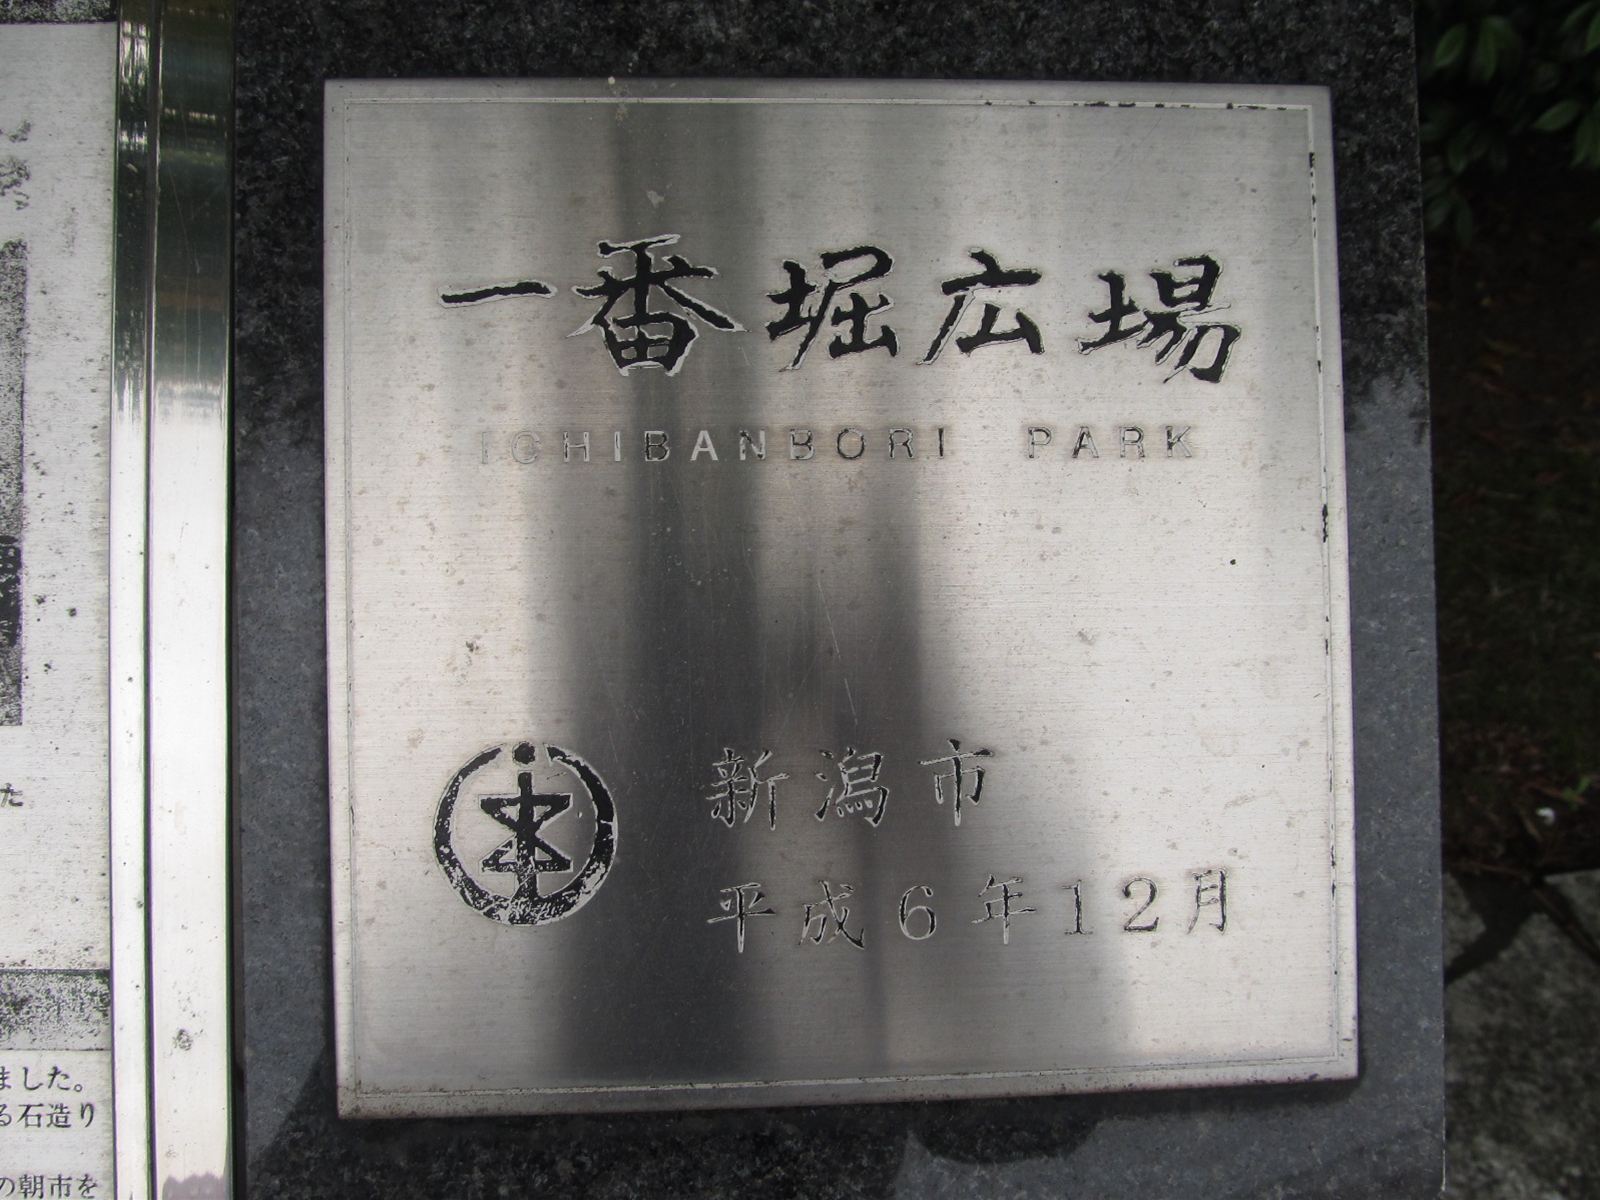 一番堀広場
ICHIBANBORI PARK
新潟市
平成6年12月
た
ました。
る石造り
の朝市を